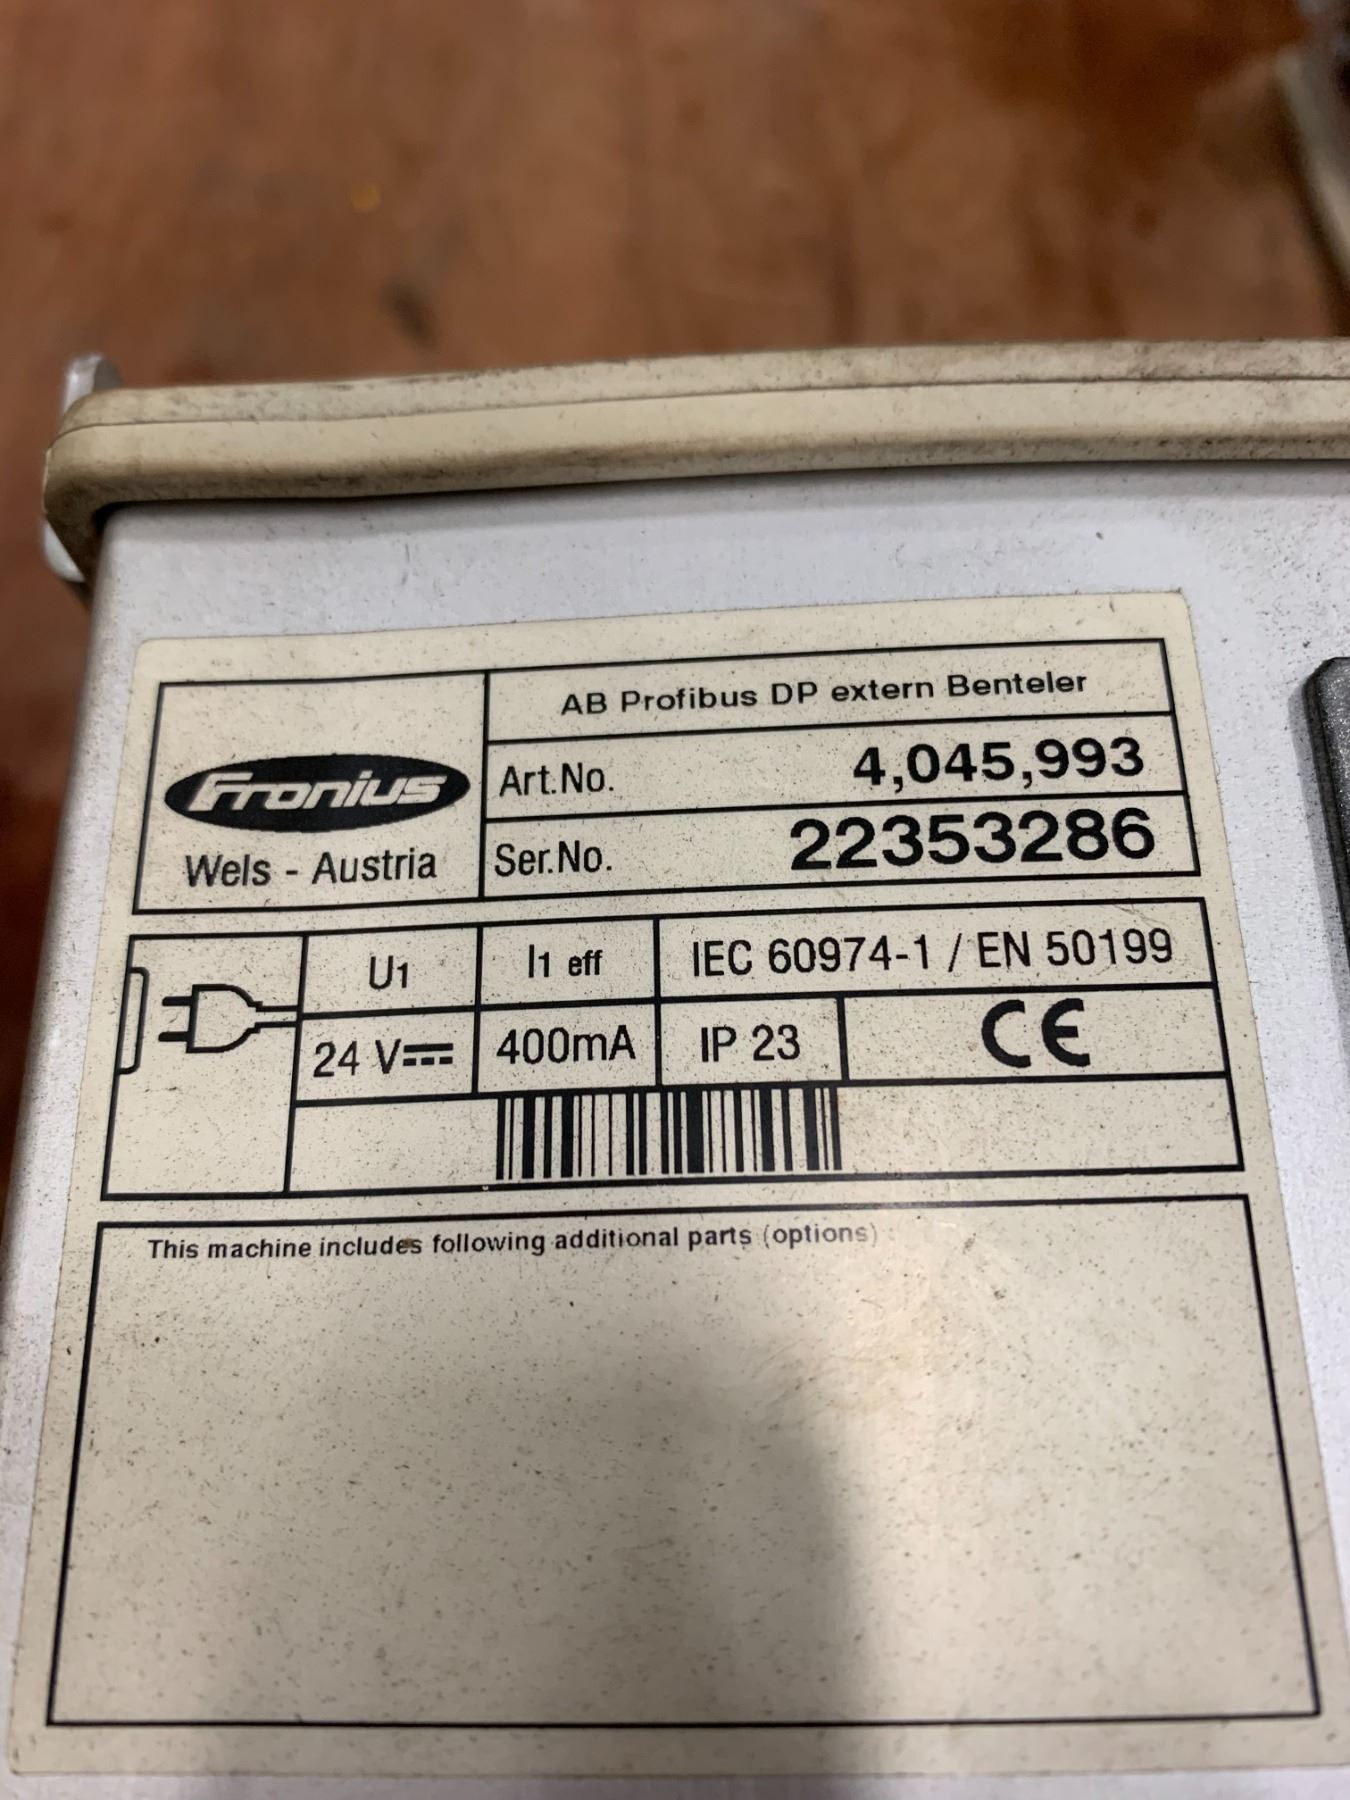 AB Profibus DP extern Benteler
Fronius
Wels - Austria
Art.No. 4,045,993
Ser.No. 22353286
U1 I1 eff IEC 60974-1 / EN 50199
24 V⎓ 400mA IP 23 CE
This machine includes following additional parts (options) :